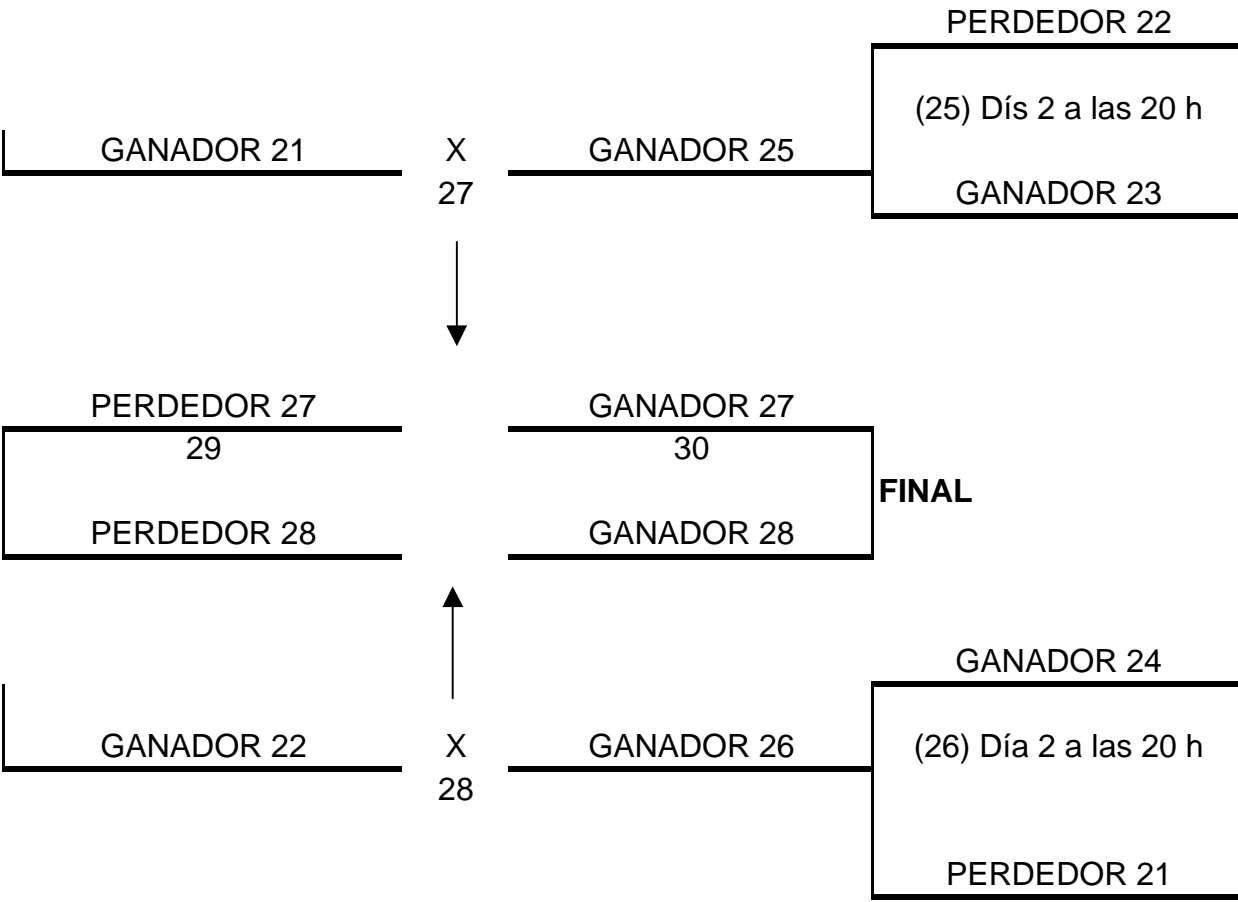 PERDEDOR 22
(25) Dís 2 a las 20 h
GANADOR 21 X GANADOR 25
27 GANADOR 23
PERDEDOR 27 GANADOR 27
29 30
FINAL
PERDEDOR 28 GANADOR 28
GANADOR 24
GANADOR 22 X GANADOR 26 (26) Día 2 a las 20 h
28
PERDEDOR 21